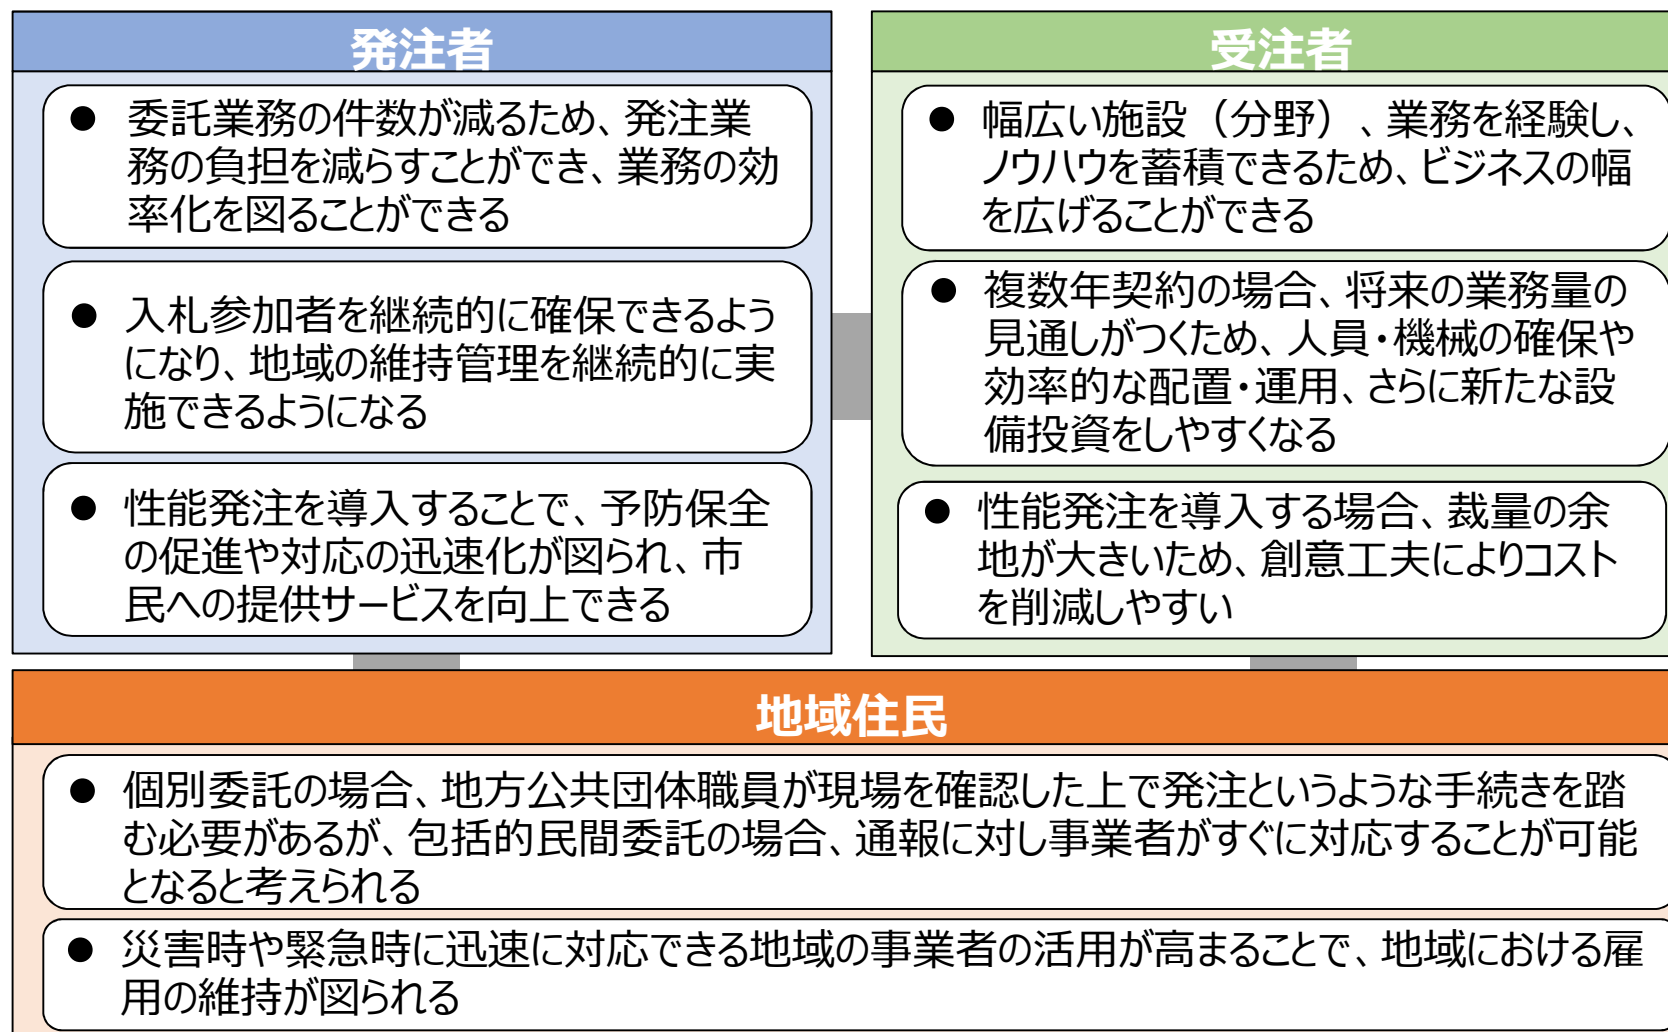 発注者
● 委託業務の件数が減るため、発注業
務の負担を減らすことができ、業務の効
率化を図ることができる
● 入札参加者を継続的に確保できるよう
になり、地域の維持管理を継続的に実
施できるようになる
● 性能発注を導入することで、予防保全
の促進や対応の迅速化が図られ、市
民への提供サービスを向上できる
受注者
● 幅広い施設（分野）、業務を経験し、
ノウハウを蓄積できるため、ビジネスの幅
を広げることができる
● 複数年契約の場合、将来の業務量の
見通しがつくため、人員・機械の確保や
効率的な配置・運用、さらに新たな設
備投資をしやすくなる
● 性能発注を導入する場合、裁量の余
地が大きいため、創意工夫によりコスト
を削減しやすい
地域住民
● 個別委託の場合、地方公共団体職員が現場を確認した上で発注というような手続きを踏
む必要があるが、包括的民間委託の場合、通報に対し事業者がすぐに対応することが可能
となると考えられる
● 災害時や緊急時に迅速に対応できる地域の事業者の活用が高まることで、地域における雇
用の維持が図られる